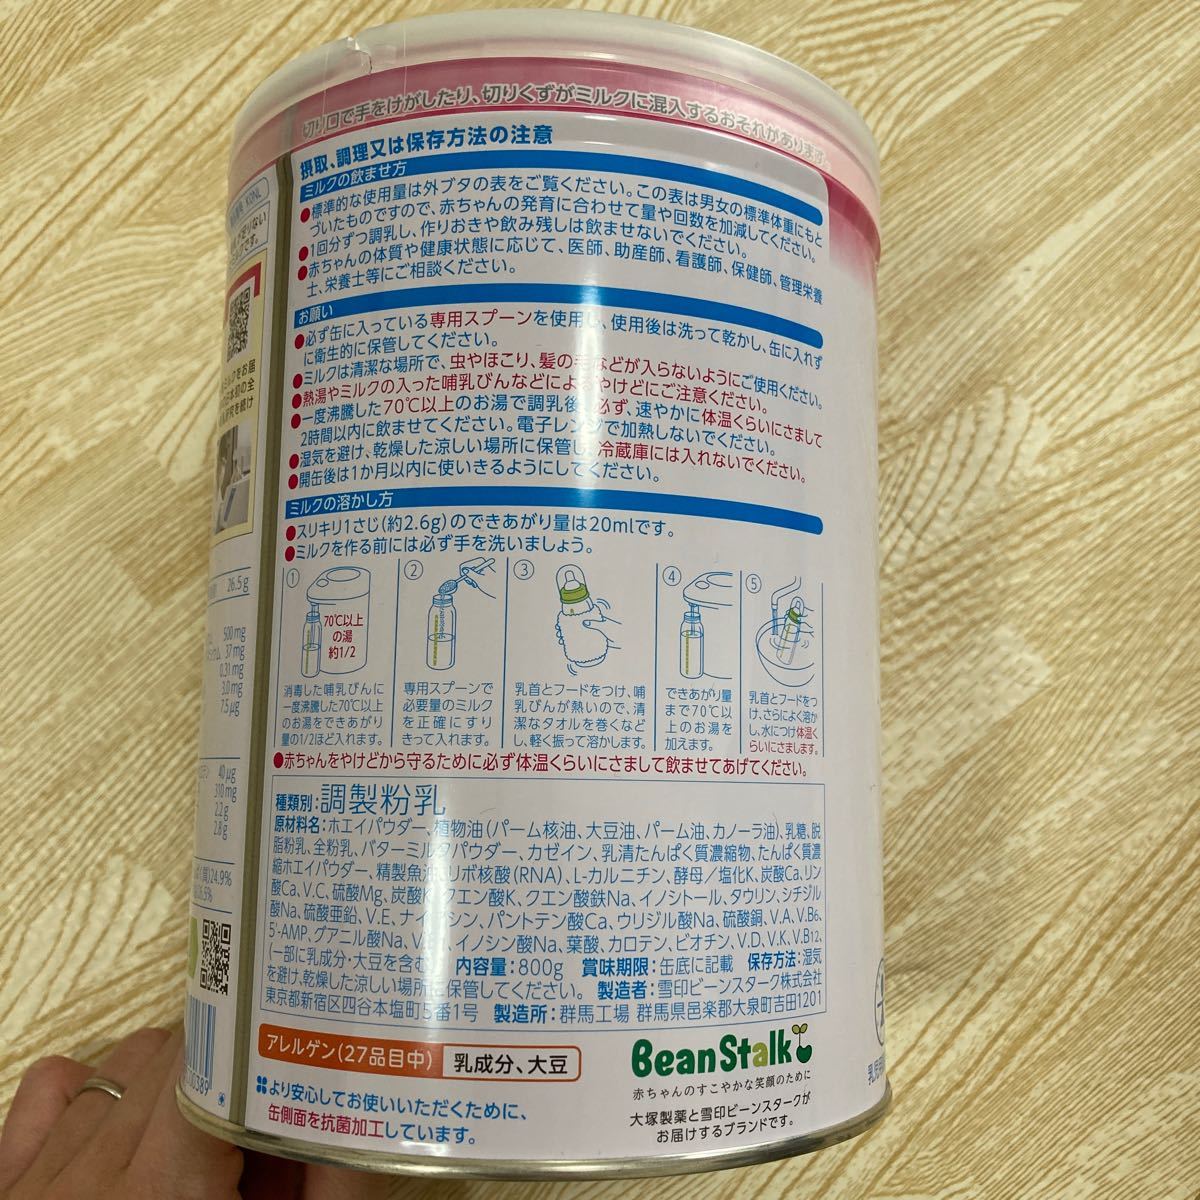 切り口で手をけがしたり、切りくずがミルクに混入するおそれがあります。
摂取、調理又は保存方法の注意
ミルクの飲ませ方
●標準的な使用量は外ブタの表をご覧ください。この表は男女の標準体重にもと
づいたものですので、赤ちゃんの発育に合わせて量や回数を加減してください。
●1回分ずつ調乳し、作りおきや飲み残しは飲ませないでください。
●赤ちゃんの体質や健康状態に応じて、医師、助産師、看護師、保健師、管理栄養
士、栄養士等にご相談ください。
お願い
●必ず缶に入っている専用スプーンを使用し、使用後は洗って乾かし、缶に入れず
に衛生的に保管してください。
●ミルクは清潔な場所で、虫やほこり、髪の毛などが入らないようにご使用ください。
●熱湯やミルクの入った哺乳びんなどによるやけどにご注意ください。
●一度沸騰した70℃以上のお湯で調乳後、必ず、速やかに体温くらいにさまして
2時間以内に飲ませてください。電子レンジで加熱しないでください。
●湿気を避け、乾燥した涼しい場所に保管し、冷蔵庫には入れないでください。
●開缶後は1か月以内に使いきるようにしてください。
ミルクの溶かし方
●スリキリ1さじ(約2.6g)のできあがり量は20mlです。
●ミルクを作る前には必ず手を洗いましょう。
①
70℃以上
の湯
約1/2
消毒した哺乳びんに
一度沸騰した70℃以上
のお湯をできあがり
量の1/2ほど入れます。
②
専用スプーンで
必要量のミルク
を正確にすり
きって入れます。
③
乳首とフードをつけ、哺
乳びんが熱いので、清
潔なタオルを巻くなど
し、軽く振って溶かします。
④
できあがり量
まで70℃以
上のお湯を
加えます。
⑤
乳首とフードをつ
け、さらによく溶か
し、水につけ体温く
らいにさまします。
●赤ちゃんをやけどから守るために必ず体温くらいにさまして飲ませてあげてください。
種類別:調製粉乳
原材料名:ホエイパウダー、植物油(パーム核油、大豆油、パーム油、カノーラ油)、乳糖、脱
脂粉乳、全粉乳、バターミルクパウダー、カゼイン、乳清たんぱく質濃縮物、たんぱく質濃
縮ホエイパウダー、精製魚油、リボ核酸(RNA)、L-カルニチン、酵母/塩化K、炭酸Ca、リン
酸Ca、V.C、硫酸Mg、炭酸K、クエン酸K、クエン酸鉄Na、イノシトール、タウリン、シチジル
酸Na、硫酸亜鉛、V.E、ナイアシン、パントテン酸Ca、ウリジル酸Na、硫酸銅、V.A、V.B6、
5'-AMP、グアニル酸Na、イノシン酸Na、葉酸、カロテン、ビオチン、V.D、V.K、V.B12、
(一部に乳成分・大豆を含む) 内容量:800g 賞味期限:缶底に記載 保存方法:湿気
を避け、乾燥した涼しい場所に保管してください。 製造者:雪印ビーンスターク株式会社
東京都新宿区四谷本塩町5番1号 製造所:群馬工場 群馬県邑楽郡大泉町吉田1201
アレルゲン(27品目中) 乳成分、大豆
より安心してお使いいただくために、
缶側面を抗菌加工しています。
BeanStalk
赤ちゃんのすこやかな笑顔のために
大塚製薬と雪印ビーンスタークが
お届けするブランドです。
26.5g
500mg
37mg
0.31mg
3.0mg
7.5μg
40μg
310mg
2.2g
2.8g
24.9%